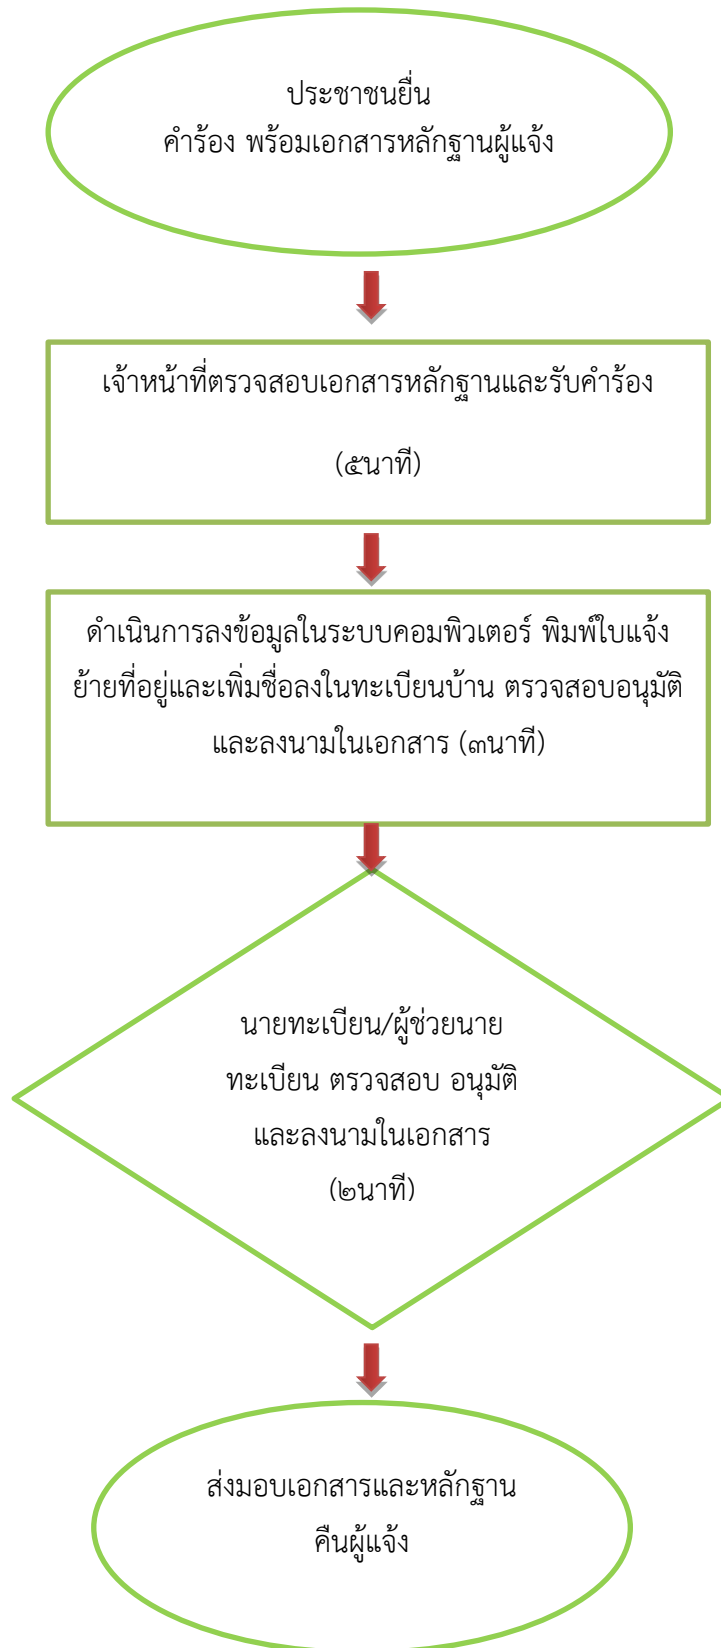 ประชาชนยื่น
คำร้อง พร้อมเอกสารหลักฐานผู้แจ้ง
เจ้าหน้าที่ตรวจสอบเอกสารหลักฐานและรับคำร้อง
(๕นาที)
ดำเนินการลงข้อมูลในระบบคอมพิวเตอร์ พิมพ์ใบแจ้ง
ย้ายที่อยู่และเพิ่มชื่อลงในทะเบียนบ้าน ตรวจสอบอนุมัติ
และลงนามในเอกสาร (๓นาที)
นายทะเบียน/ผู้ช่วยนาย
ทะเบียน ตรวจสอบ อนุมัติ
และลงนามในเอกสาร
(๒นาที)
ส่งมอบเอกสารและหลักฐาน
คืนผู้แจ้ง